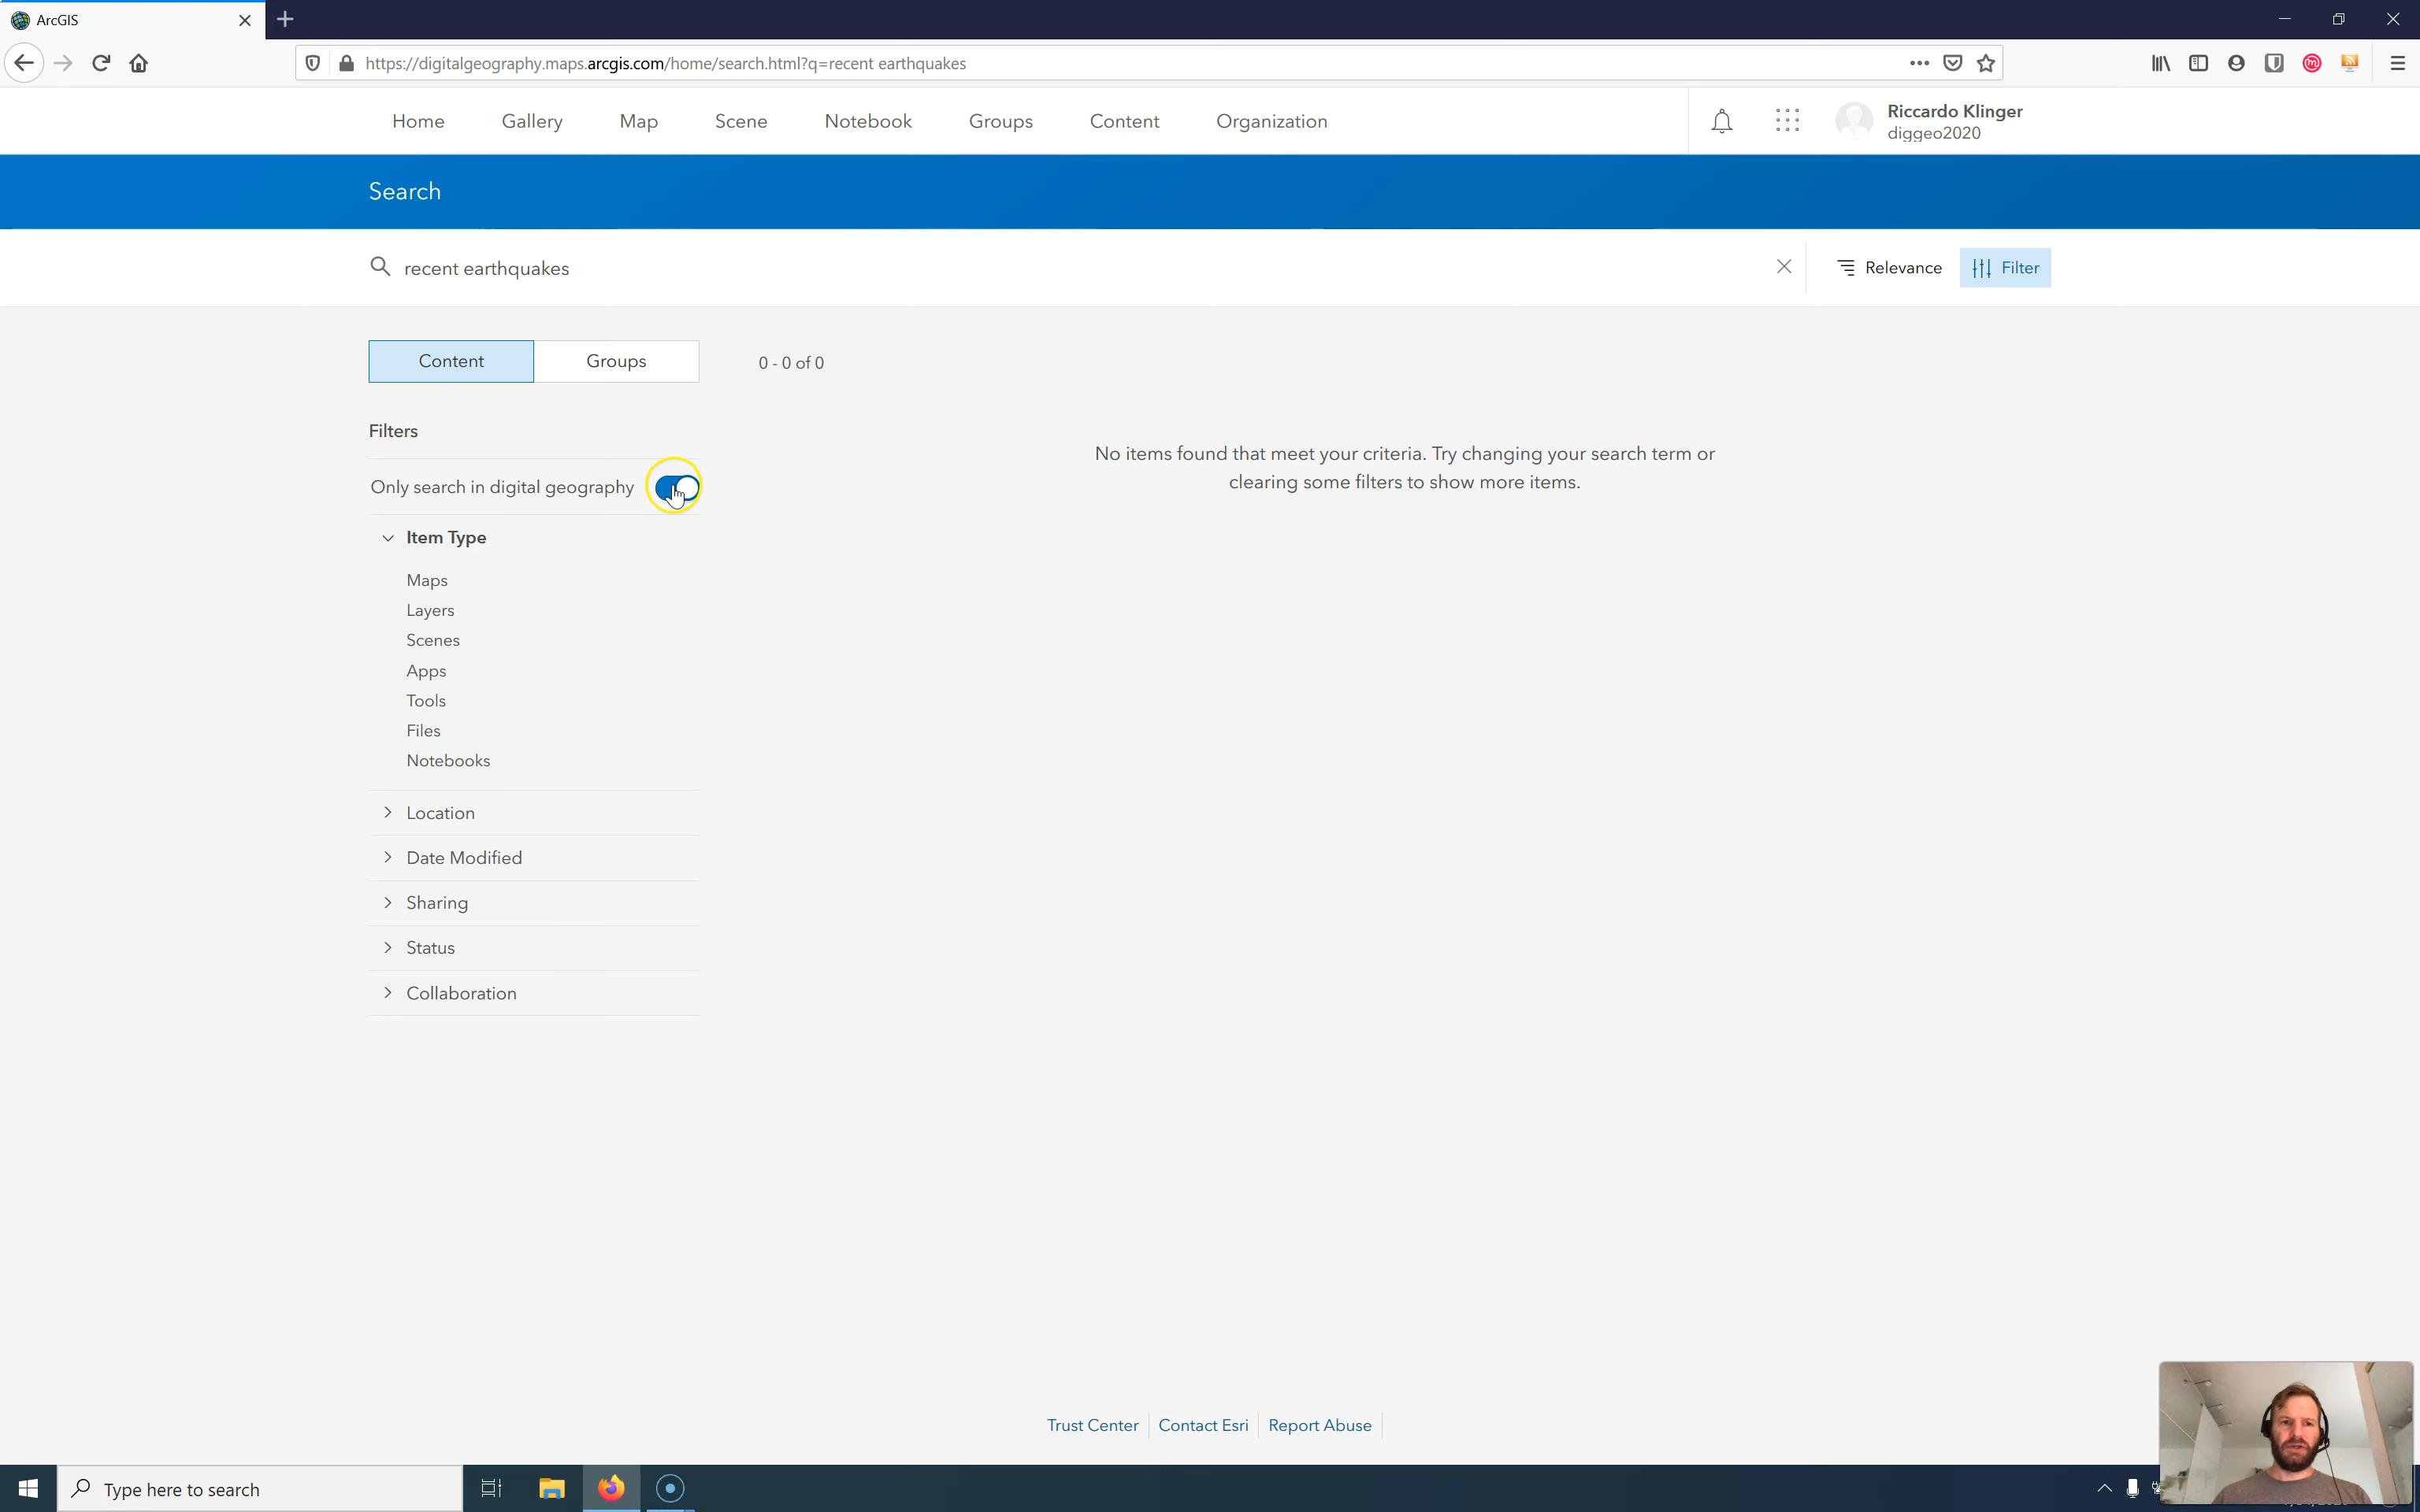 ArcGIS
https://digitalgeography.maps.arcgis.com/home/search.html?q=recent earthquakes
Home Gallery Map Scene Notebook Groups Content Organization
Riccardo Klinger
diggeo2020
Search
recent earthquakes
Relevance
Filter
Content
Groups
0 - 0 of 0
Filters
No items found that meet your criteria. Try changing your search term or
clearing some filters to show more items.
Only search in digital geography
Item Type
Maps
Layers
Scenes
Apps
Tools
Files
Notebooks
Location
Date Modified
Sharing
Status
Collaboration
Trust Center Contact Esri Report Abuse
Type here to search